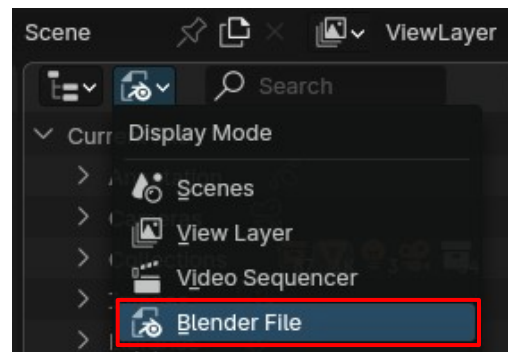 Scene ViewLayer
Search
Curr
Display Mode
Scenes
View Layer
Video Sequencer
Blender File